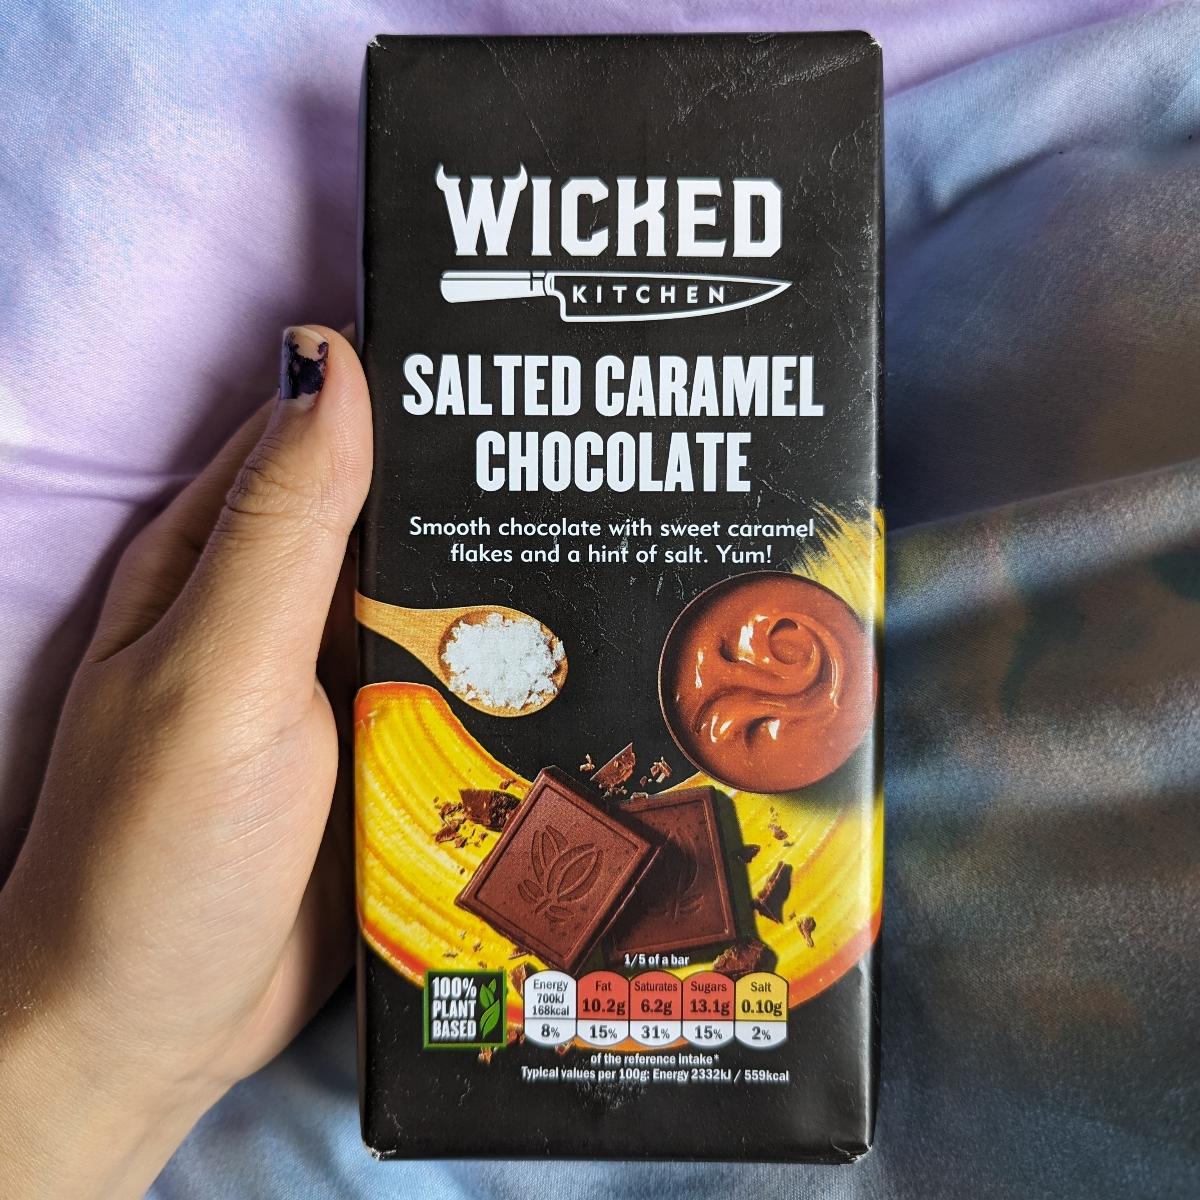 WICKED
KITCHEN
SALTED CARAMEL
CHOCOLATE
Smooth chocolate with sweet caramel
flakes and a hint of salt. Yum!
1/5 of a bar
100%
PLANT
BASED
Energy
700kJ
168kcal
8%
Fat
10.2g
15%
Saturates
6.2g
31%
Sugars
13.1g
15%
Salt
0.10g
2%
of the reference intake*
Typical values per 100g: Energy 2332kJ / 559kcal